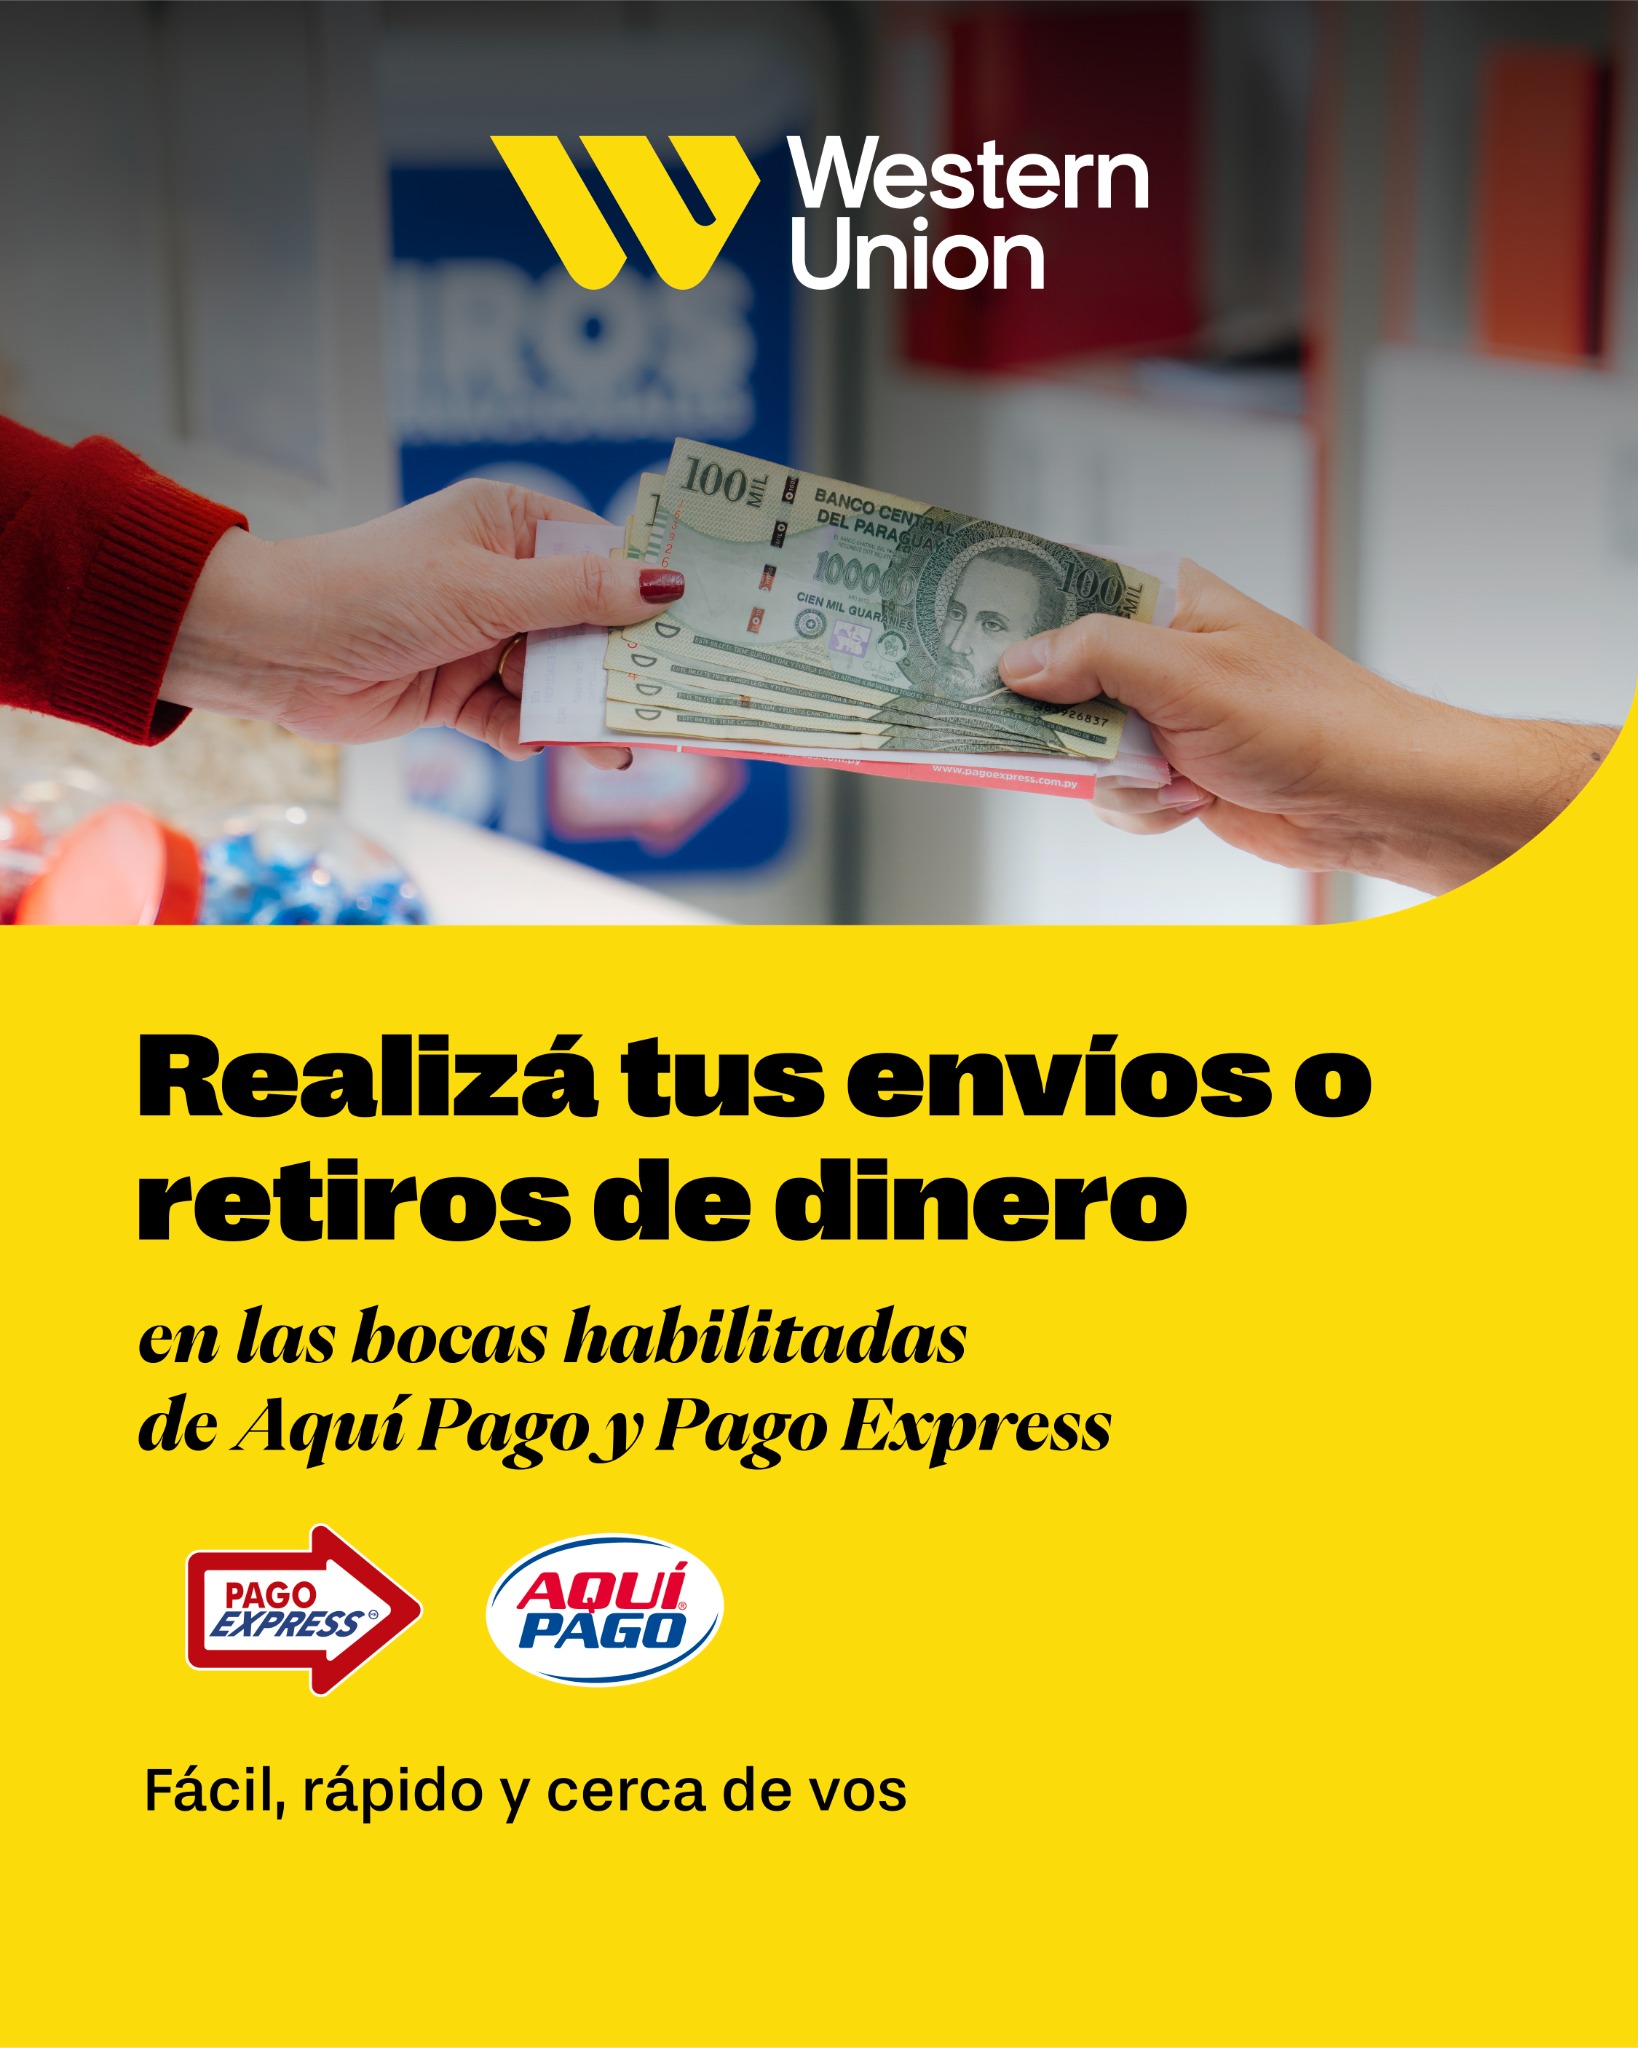 Western
Union
IROS
100 MIL
BANCO CENTRAL
DEL PARAGUAY
100000
100 MIL
CIEN MIL GUARANÍES
www.pagoexpress.com.py
Realizá tus envíos o
retiros de dinero
en las bocas habilitadas
de Aquí Pago y Pago Express
PAGO
EXPRESS
AQUÍ
PAGO
Fácil, rápido y cerca de vos